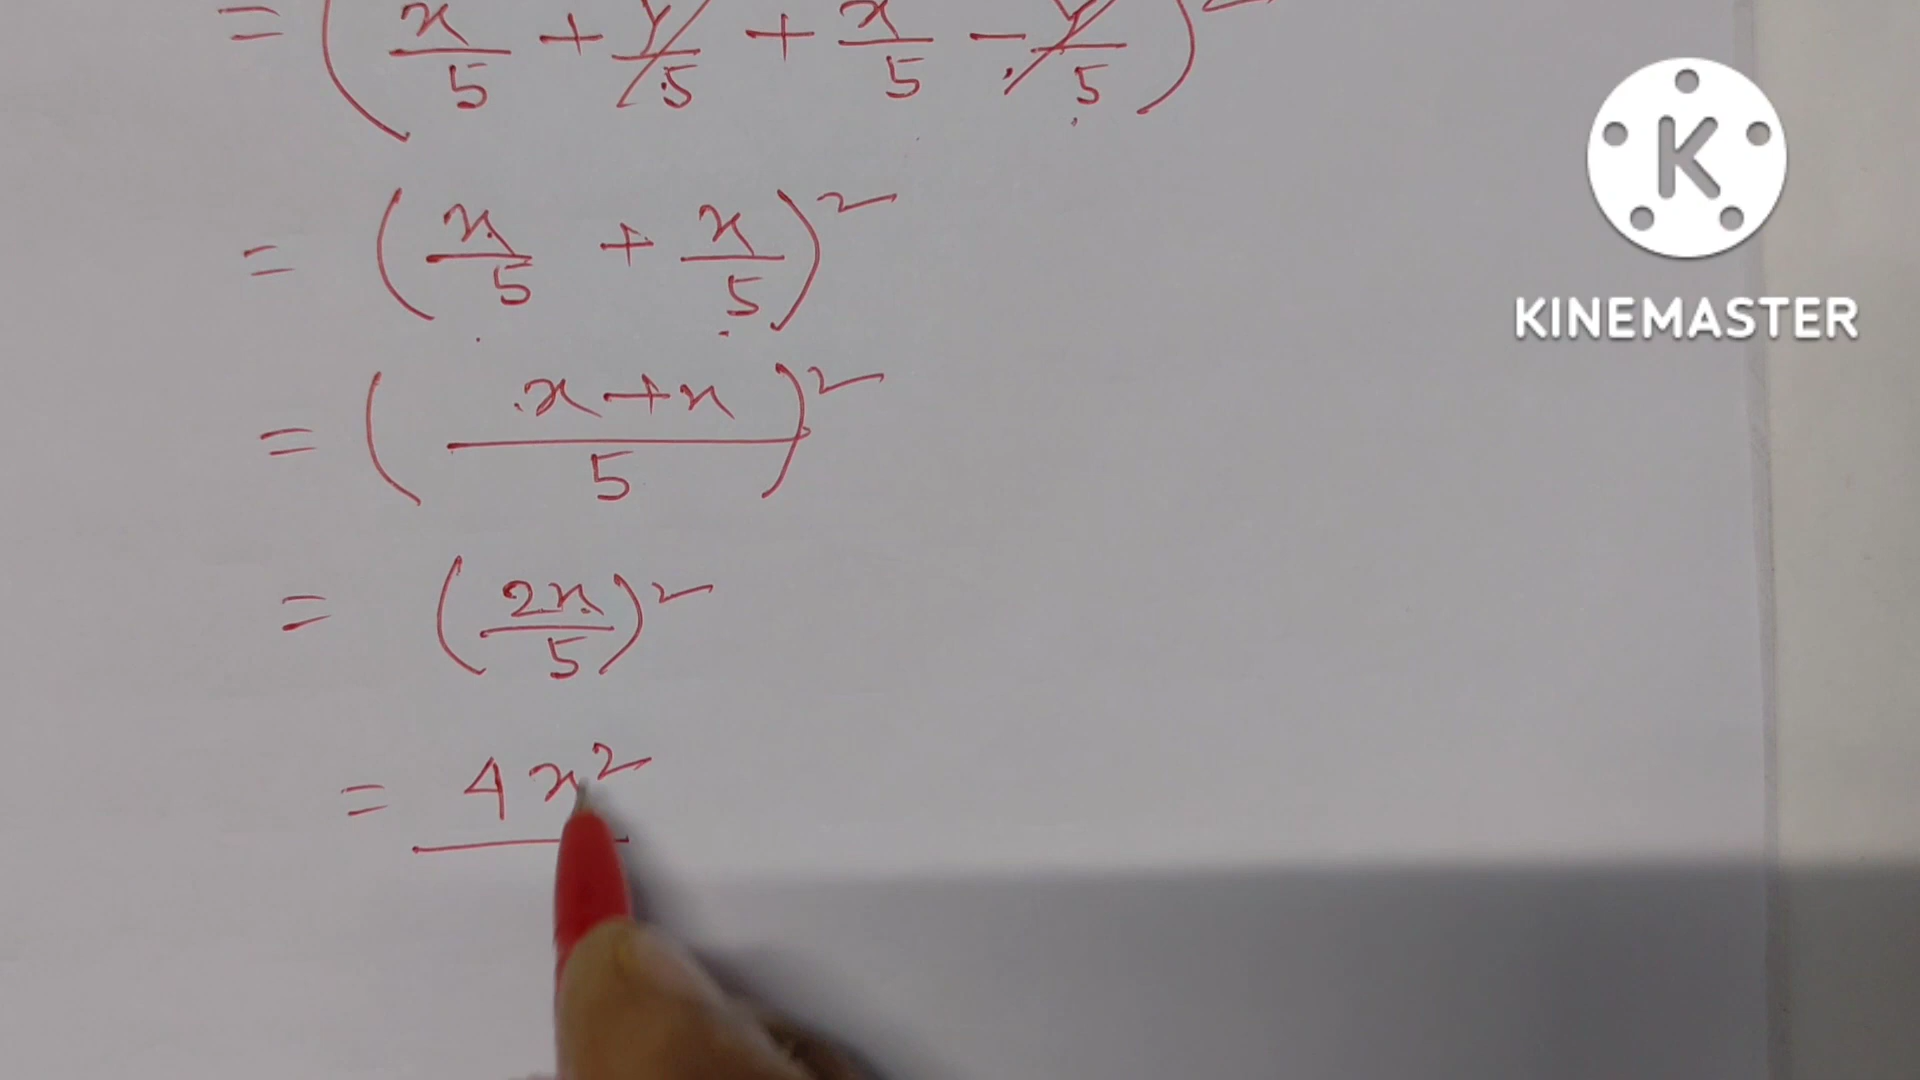 = (x/5 + y/5 + x/5 - y/5)²
= (x/5 + x/5)²
= (x+x/5)²
= (2x/5)²
= 4x²
KINEMASTER